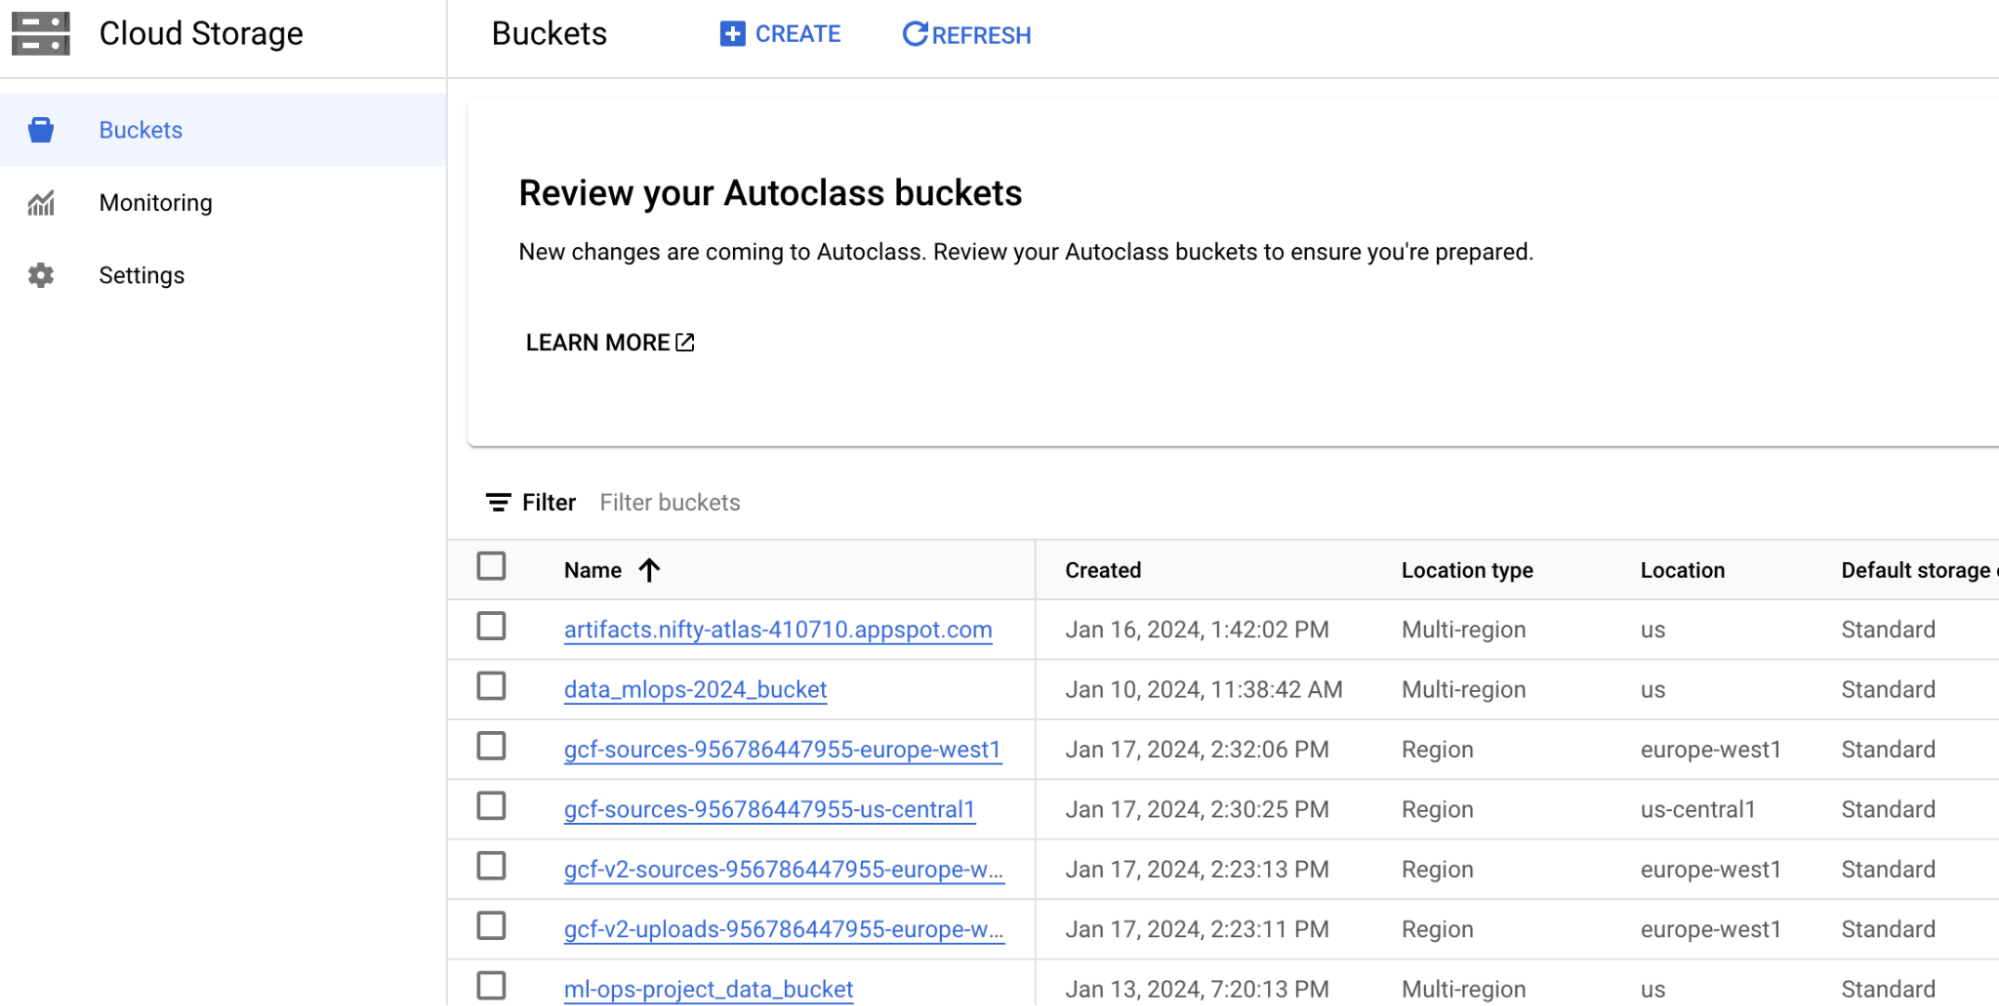 Cloud Storage
Buckets
CREATE
REFRESH
Buckets
Monitoring
Settings
Review your Autoclass buckets
New changes are coming to Autoclass. Review your Autoclass buckets to ensure you're prepared.
LEARN MORE
Filter Filter buckets
Name Created Location type Location Default storage
artifacts.nifty-atlas-410710.appspot.com Jan 16, 2024, 1:42:02 PM Multi-region us Standard
data_mlops-2024_bucket Jan 10, 2024, 11:38:42 AM Multi-region us Standard
gcf-sources-956786447955-europe-west1 Jan 17, 2024, 2:32:06 PM Region europe-west1 Standard
gcf-sources-956786447955-us-central1 Jan 17, 2024, 2:30:25 PM Region us-central1 Standard
gcf-v2-sources-956786447955-europe-w... Jan 17, 2024, 2:23:13 PM Region europe-west1 Standard
gcf-v2-uploads-956786447955-europe-w... Jan 17, 2024, 2:23:11 PM Region europe-west1 Standard
ml-ops-project_data_bucket Jan 13, 2024, 7:20:13 PM Multi-region us Standard